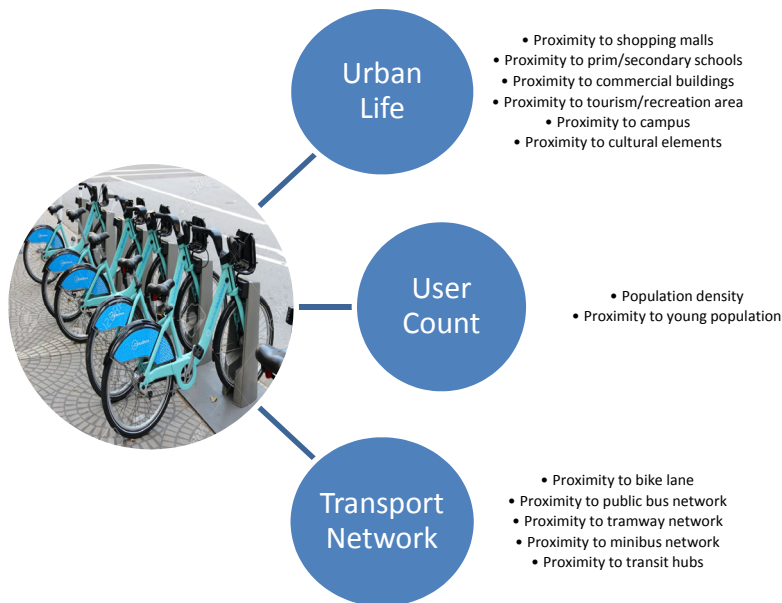 Urban
Life
• Proximity to shopping malls
• Proximity to prim/secondary schools
• Proximity to commercial buildings
• Proximity to tourism/recreation area
• Proximity to campus
• Proximity to cultural elements
User
Count
• Population density
• Proximity to young population
Transport
Network
• Proximity to bike lane
• Proximity to public bus network
• Proximity to tramway network
• Proximity to minibus network
• Proximity to transit hubs